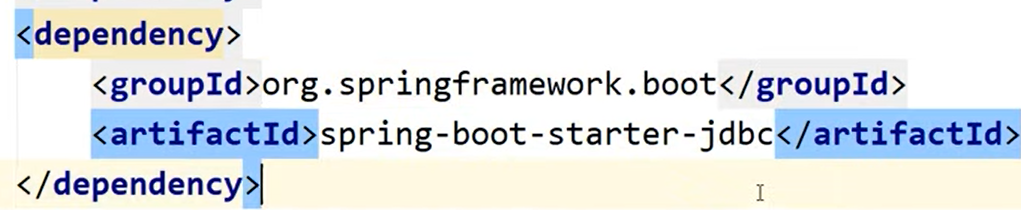 <dependency>
<groupId>org.springframework.boot</groupId>
<artifactId>spring-boot-starter-jdbc</artifactId>
</dependency>